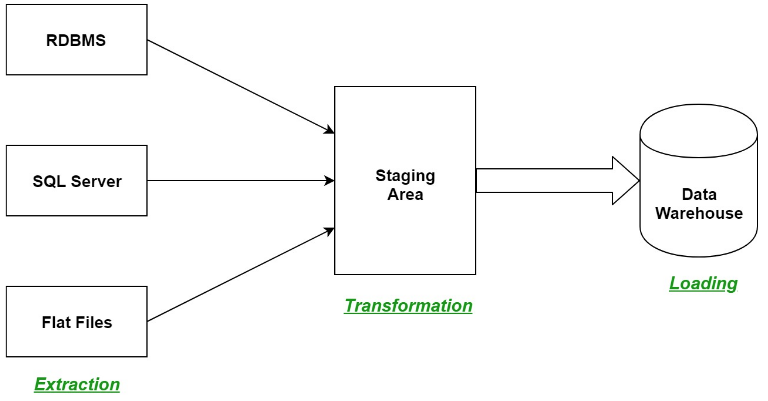 RDBMS
SQL Server
Flat Files
Extraction
Staging
Area
Transformation
Data
Warehouse
Loading